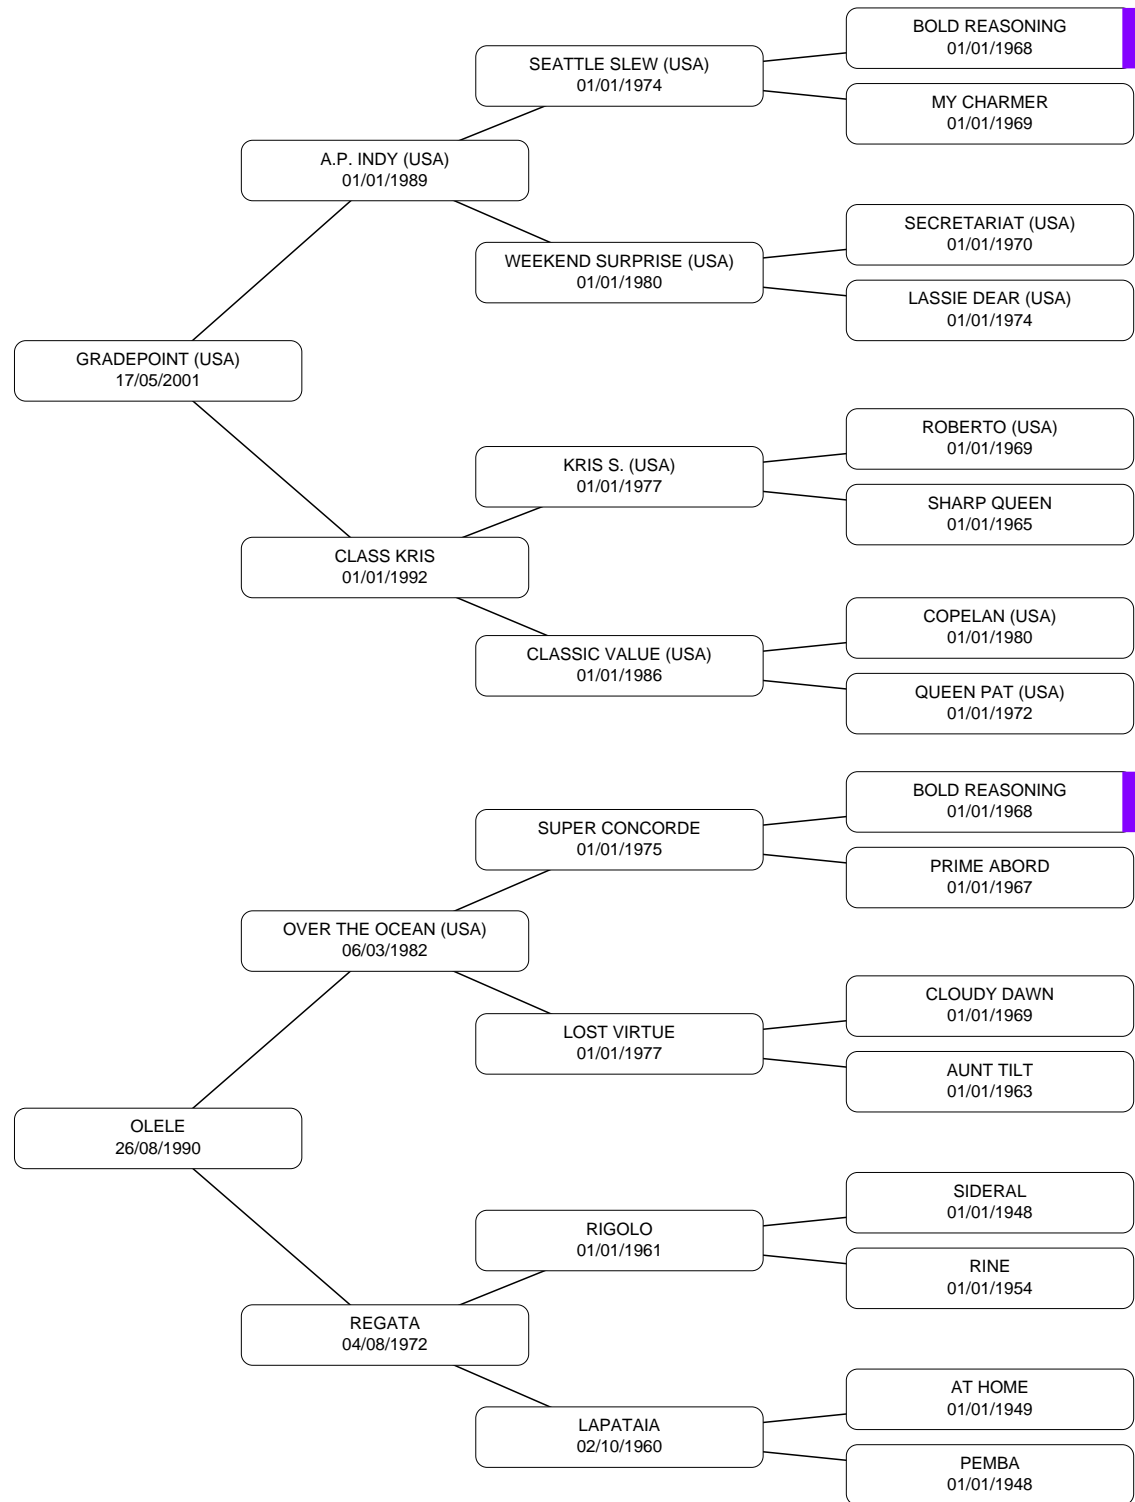 BOLD REASONING
01/01/1968
SEATTLE SLEW (USA)
01/01/1974
MY CHARMER
01/01/1969
A.P. INDY (USA)
01/01/1989
SECRETARIAT (USA)
01/01/1970
WEEKEND SURPRISE (USA)
01/01/1980
LASSIE DEAR (USA)
01/01/1974
GRADEPOINT (USA)
17/05/2001
ROBERTO (USA)
01/01/1969
KRIS S. (USA)
01/01/1977
SHARP QUEEN
01/01/1965
CLASS KRIS
01/01/1992
COPELAN (USA)
01/01/1980
CLASSIC VALUE (USA)
01/01/1986
QUEEN PAT (USA)
01/01/1972
BOLD REASONING
01/01/1968
SUPER CONCORDE
01/01/1975
PRIME ABORD
01/01/1967
OVER THE OCEAN (USA)
06/03/1982
CLOUDY DAWN
01/01/1969
LOST VIRTUE
01/01/1977
AUNT TILT
01/01/1963
OLELE
26/08/1990
SIDERAL
01/01/1948
RIGOLO
01/01/1961
RINE
01/01/1954
REGATA
04/08/1972
AT HOME
01/01/1949
LAPATAIA
02/10/1960
PEMBA
01/01/1948